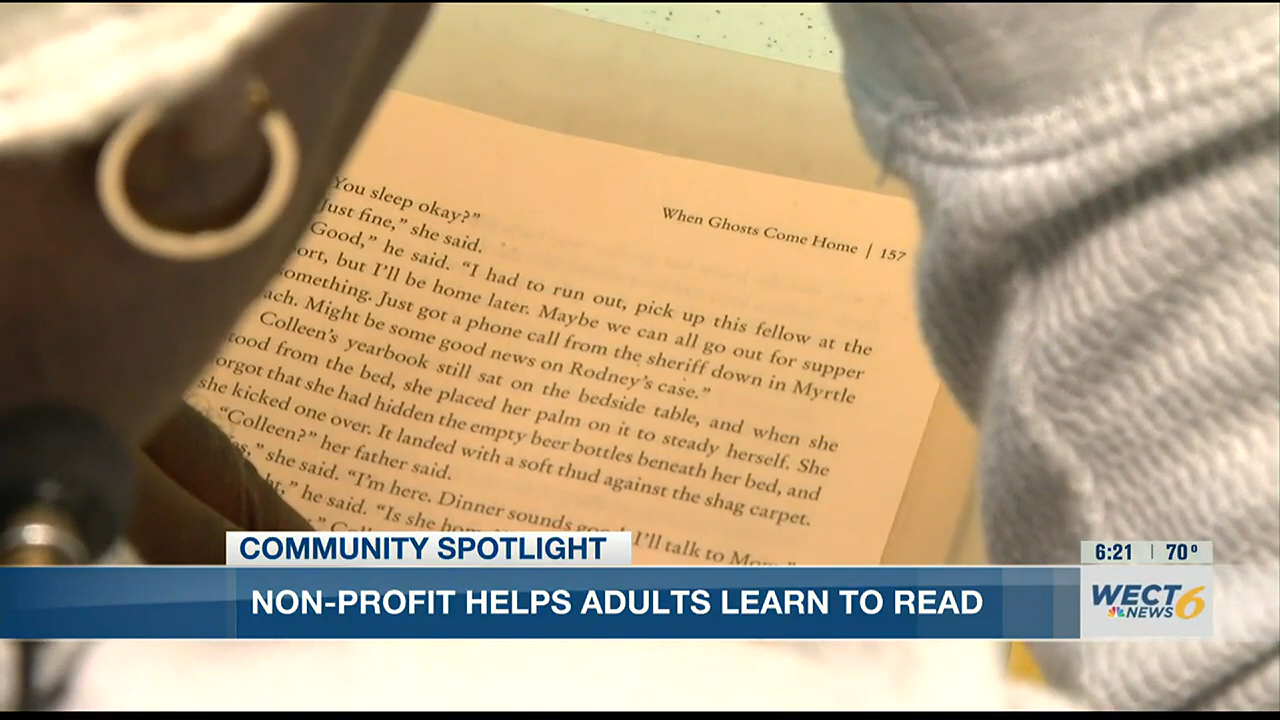 When Ghosts Come Home | 157
You sleep okay?"
Just fine," she said.
Good," he said. "I had to run out, pick up this fellow at the
ort, but I'll be home later. Maybe we can all go out for supper
something. Just got a phone call from the sheriff down in Myrtle
ach. Might be some good news on Rodney's case."
Colleen's yearbook still sat on the bedside table, and when she
tood from the bed, she placed her palm on it to steady herself. She
orgot that she had hidden the empty beer bottles beneath her bed, and
she kicked one over. It landed with a soft thud against the shag carpet.
"Colleen?" her father said.
," she said. "I'm here. Dinner sounds I'll talk to
," he said. "Is she
COMMUNITY SPOTLIGHT
NON-PROFIT HELPS ADULTS LEARN TO READ
6:21 | 70°
WECT 6
NEWS